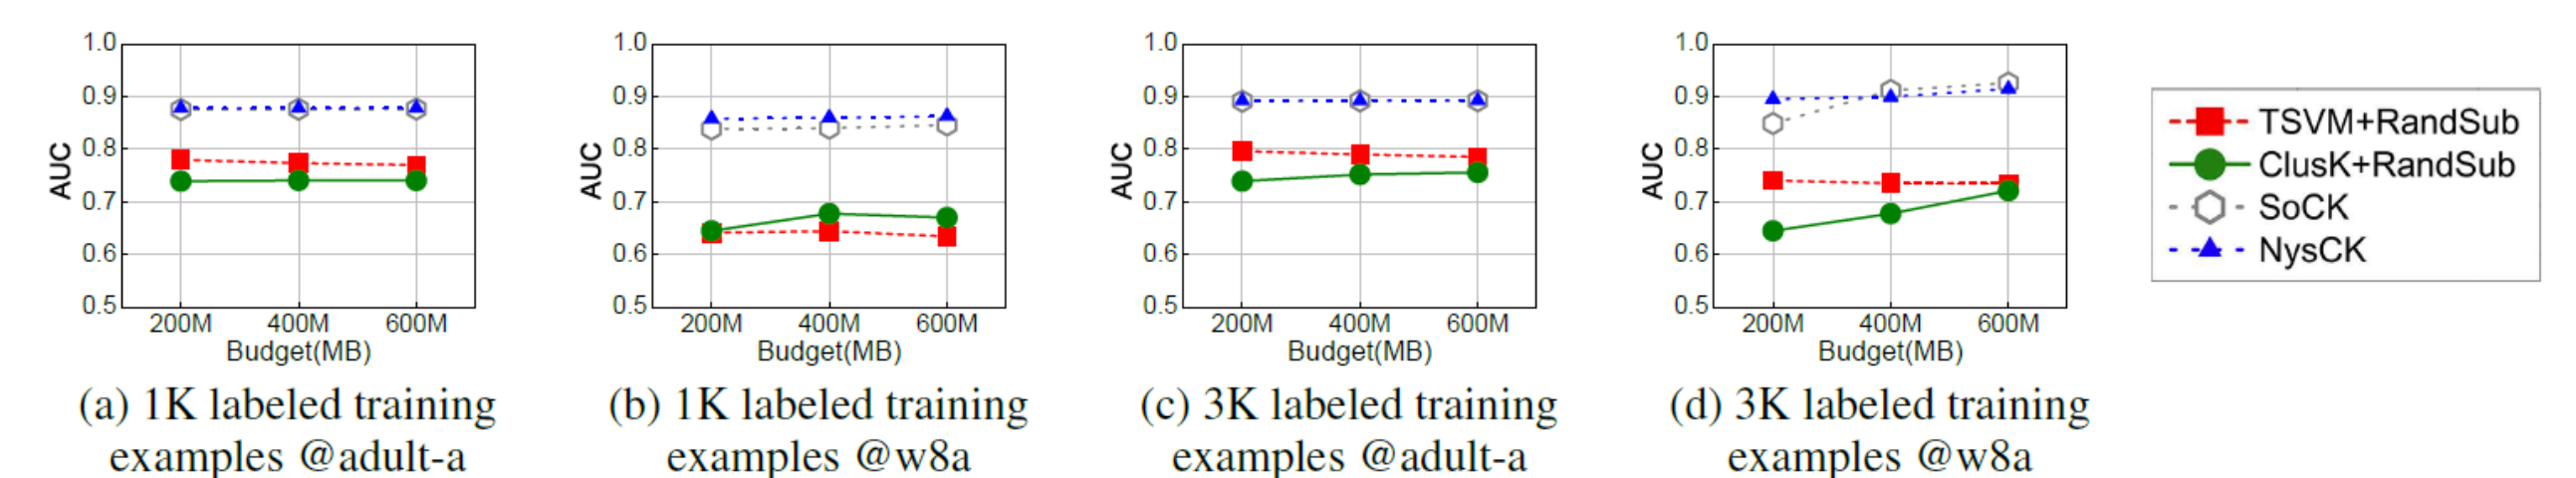 1.0
0.9
0.8
0.7
0.6
0.5
AUC
200M 400M 600M
Budget(MB)
(a) 1K labeled training
examples @adult-a
1.0
0.9
0.8
0.7
0.6
0.5
AUC
200M 400M 600M
Budget(MB)
(b) 1K labeled training
examples @w8a
1.0
0.9
0.8
0.7
0.6
0.5
AUC
200M 400M 600M
Budget(MB)
(c) 3K labeled training
examples @adult-a
1.0
0.9
0.8
0.7
0.6
0.5
AUC
200M 400M 600M
Budget(MB)
(d) 3K labeled training
examples @w8a
TSVM+RandSub
ClusK+RandSub
SoCK
NysCK